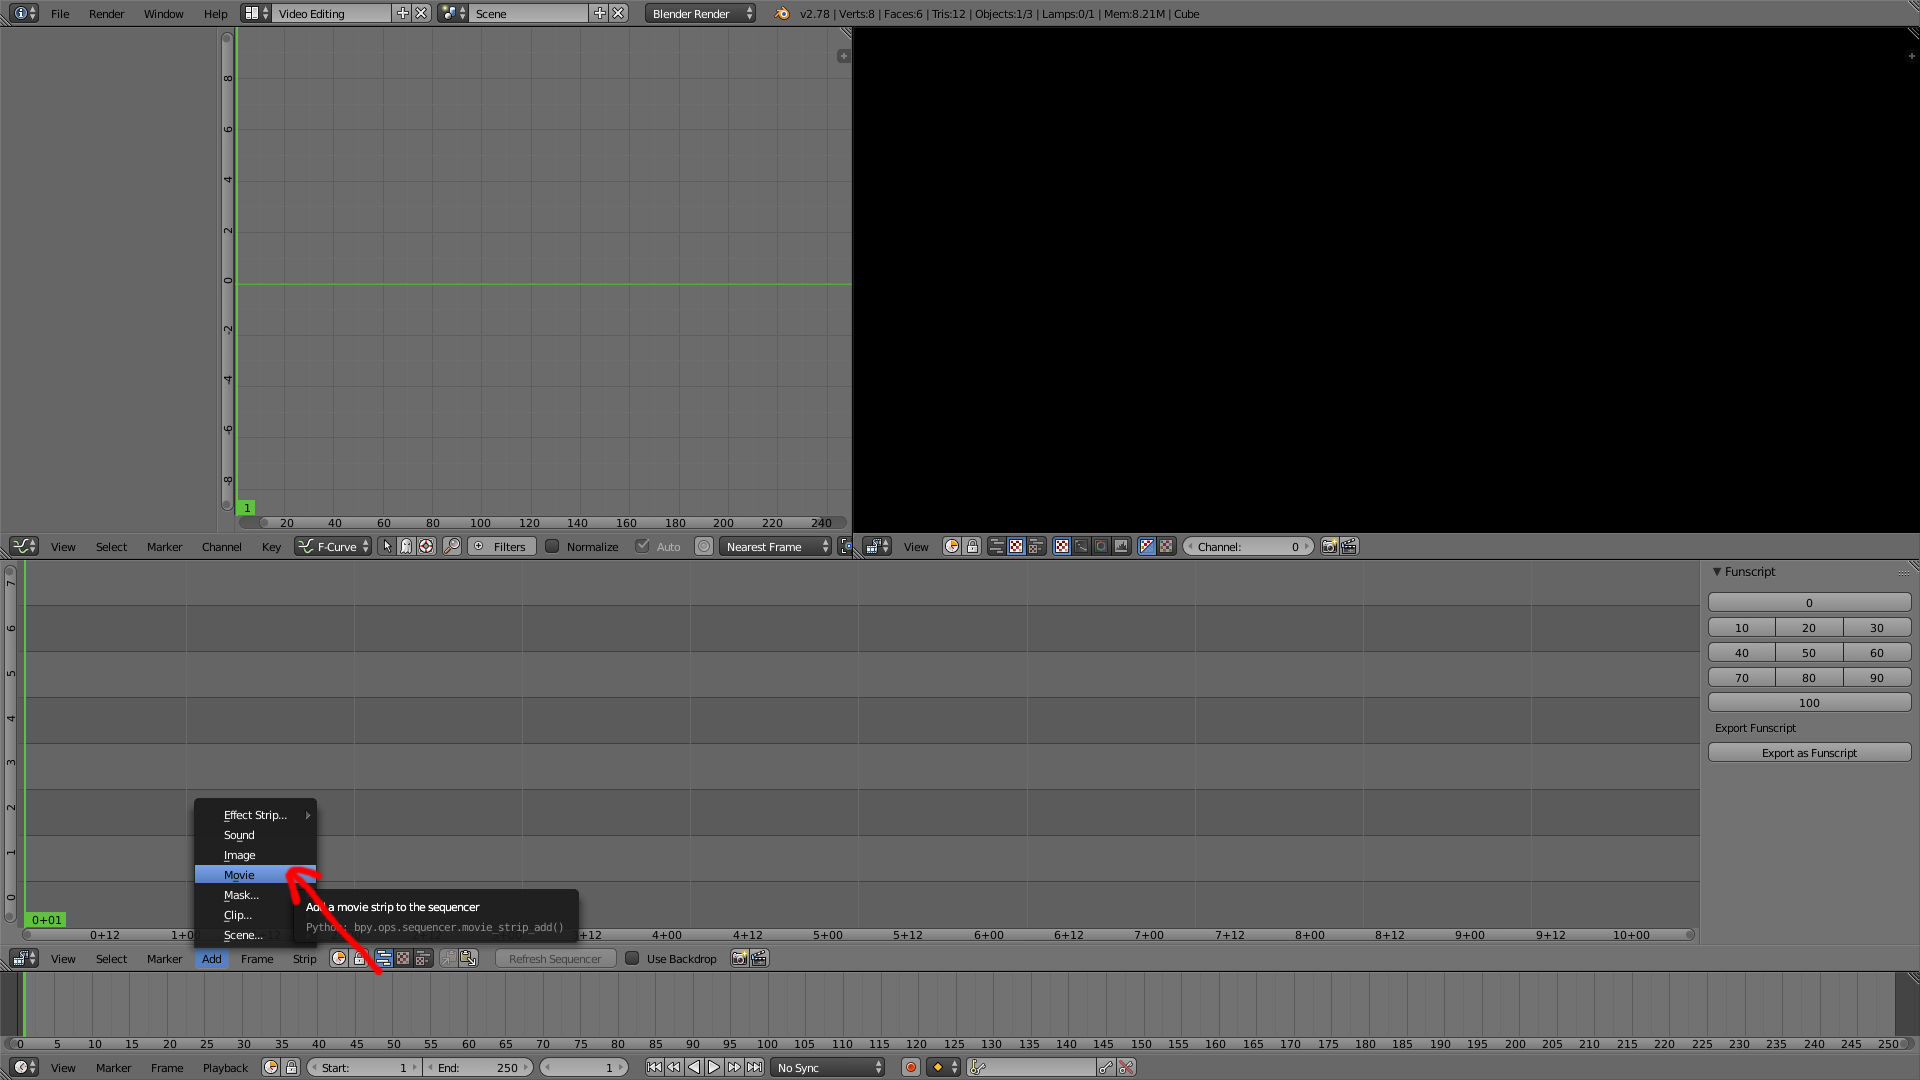 File Render Window Help Video Editing Scene Blender Render v2.78 | Verts:8 | Faces:6 | Tris:12 | Objects:1/3 | Lamps:0/1 | Mem:8.21M | Cube
8
6
4
2
0
-2
-4
-6
-8
1
20 40 60 80 100 120 140 160 180 200 220 240
View Select Marker Channel Key F-Curve Filters Normalize Auto Nearest Frame
View Channel: 0
7
6
5
4
3
2
1
0
Funscript
0
10 20 30
40 50 60
70 80 90
100
Export Funscript
Export as Funscript
Effect Strip...
Sound
Image
Movie
Mask...
Clip...
Scene...
Add a movie strip to the sequencer
Python: bpy.ops.sequencer.movie_strip_add()
0+01
0+12 1+00 4+00 4+12 5+00 5+12 6+00 6+12 7+00 7+12 8+00 8+12 9+00 9+12 10+00
View Select Marker Add Frame Strip Refresh Sequencer Use Backdrop
0 5 10 15 20 25 30 35 40 45 50 55 60 65 70 75 80 85 90 95 100 105 110 115 120 125 130 135 140 145 150 155 160 165 170 175 180 185 190 195 200 205 210 215 220 225 230 235 240 245 250
View Marker Frame Playback Start: 1 End: 250 1 No Sync